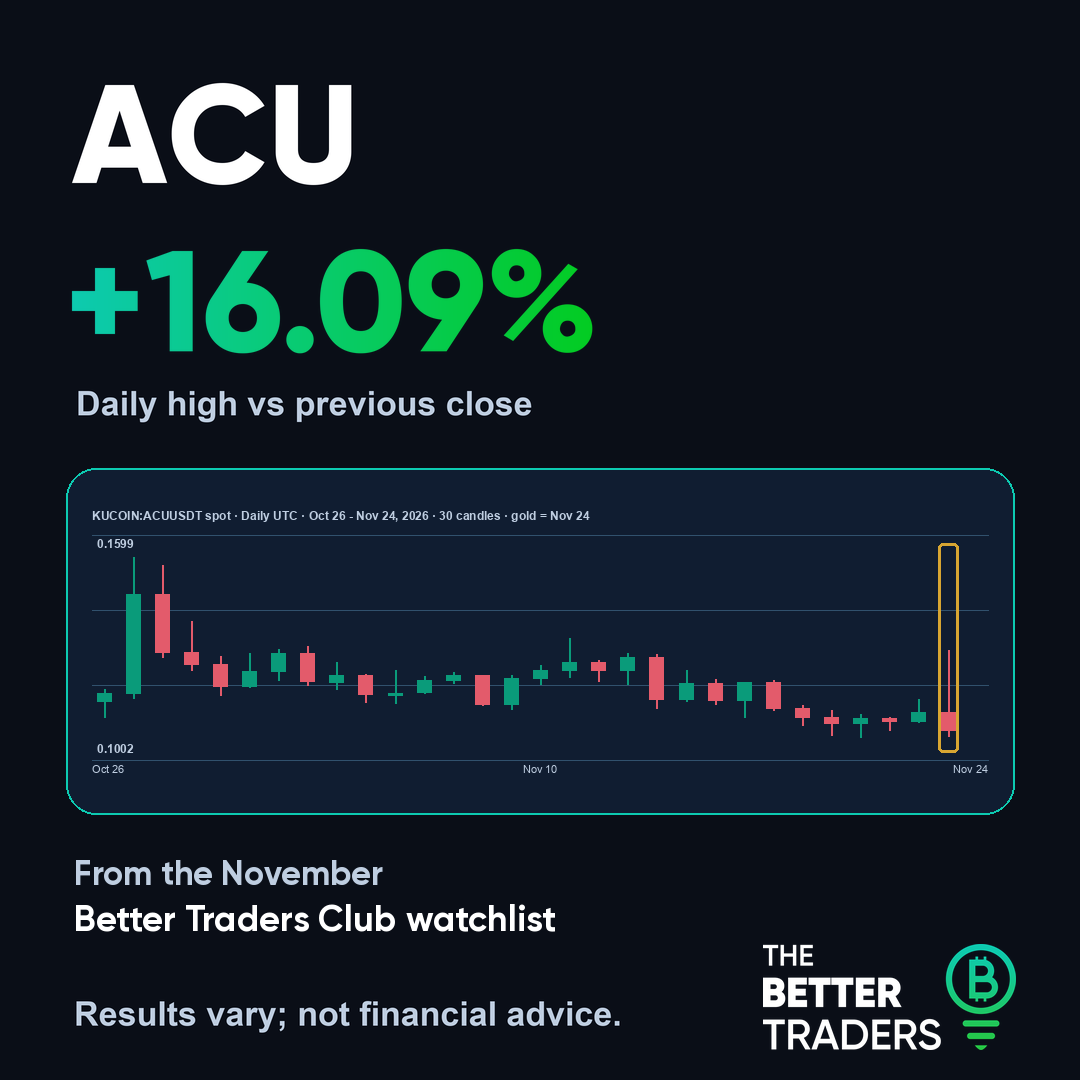 ACU
+16.09%
Daily high vs previous close
KUCOIN:ACUUSDT spot · Daily UTC · Oct 26 - Nov 24, 2026 · 30 candles · gold = Nov 24
0.1599
0.1002
Oct 26
Nov 10
Nov 24
From the November
Better Traders Club watchlist
Results vary; not financial advice.
THE
BETTER
TRADERS